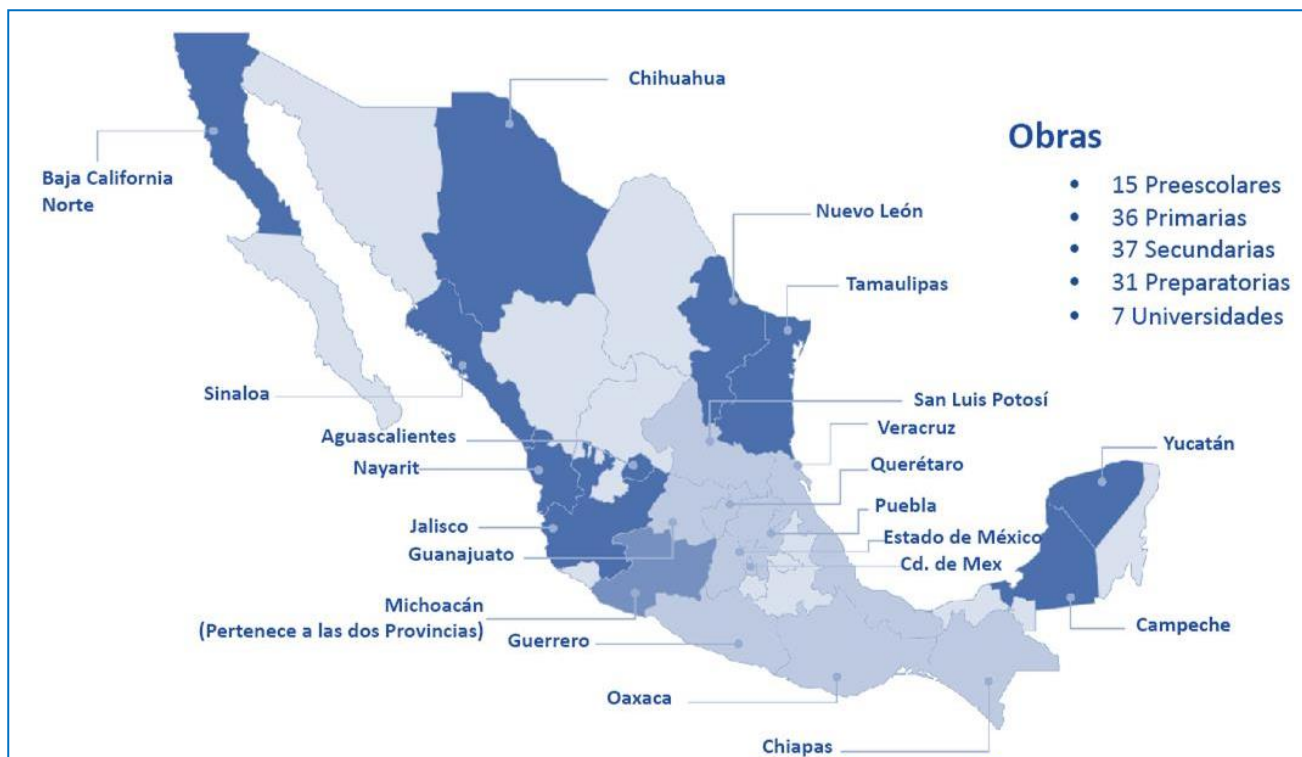 Chihuahua
Obras
• 15 Preescolares
• 36 Primarias
• 37 Secundarias
• 31 Preparatorias
• 7 Universidades
Baja California
Norte
Nuevo León
Tamaulipas
Sinaloa
San Luis Potosí
Veracruz
Aguascalientes
Yucatán
Nayarit
Querétaro
Puebla
Jalisco
Estado de México
Guanajuato
Cd. de Mex
Michoacán
(Pertenece a las dos Provincias)
Campeche
Guerrero
Oaxaca
Chiapas